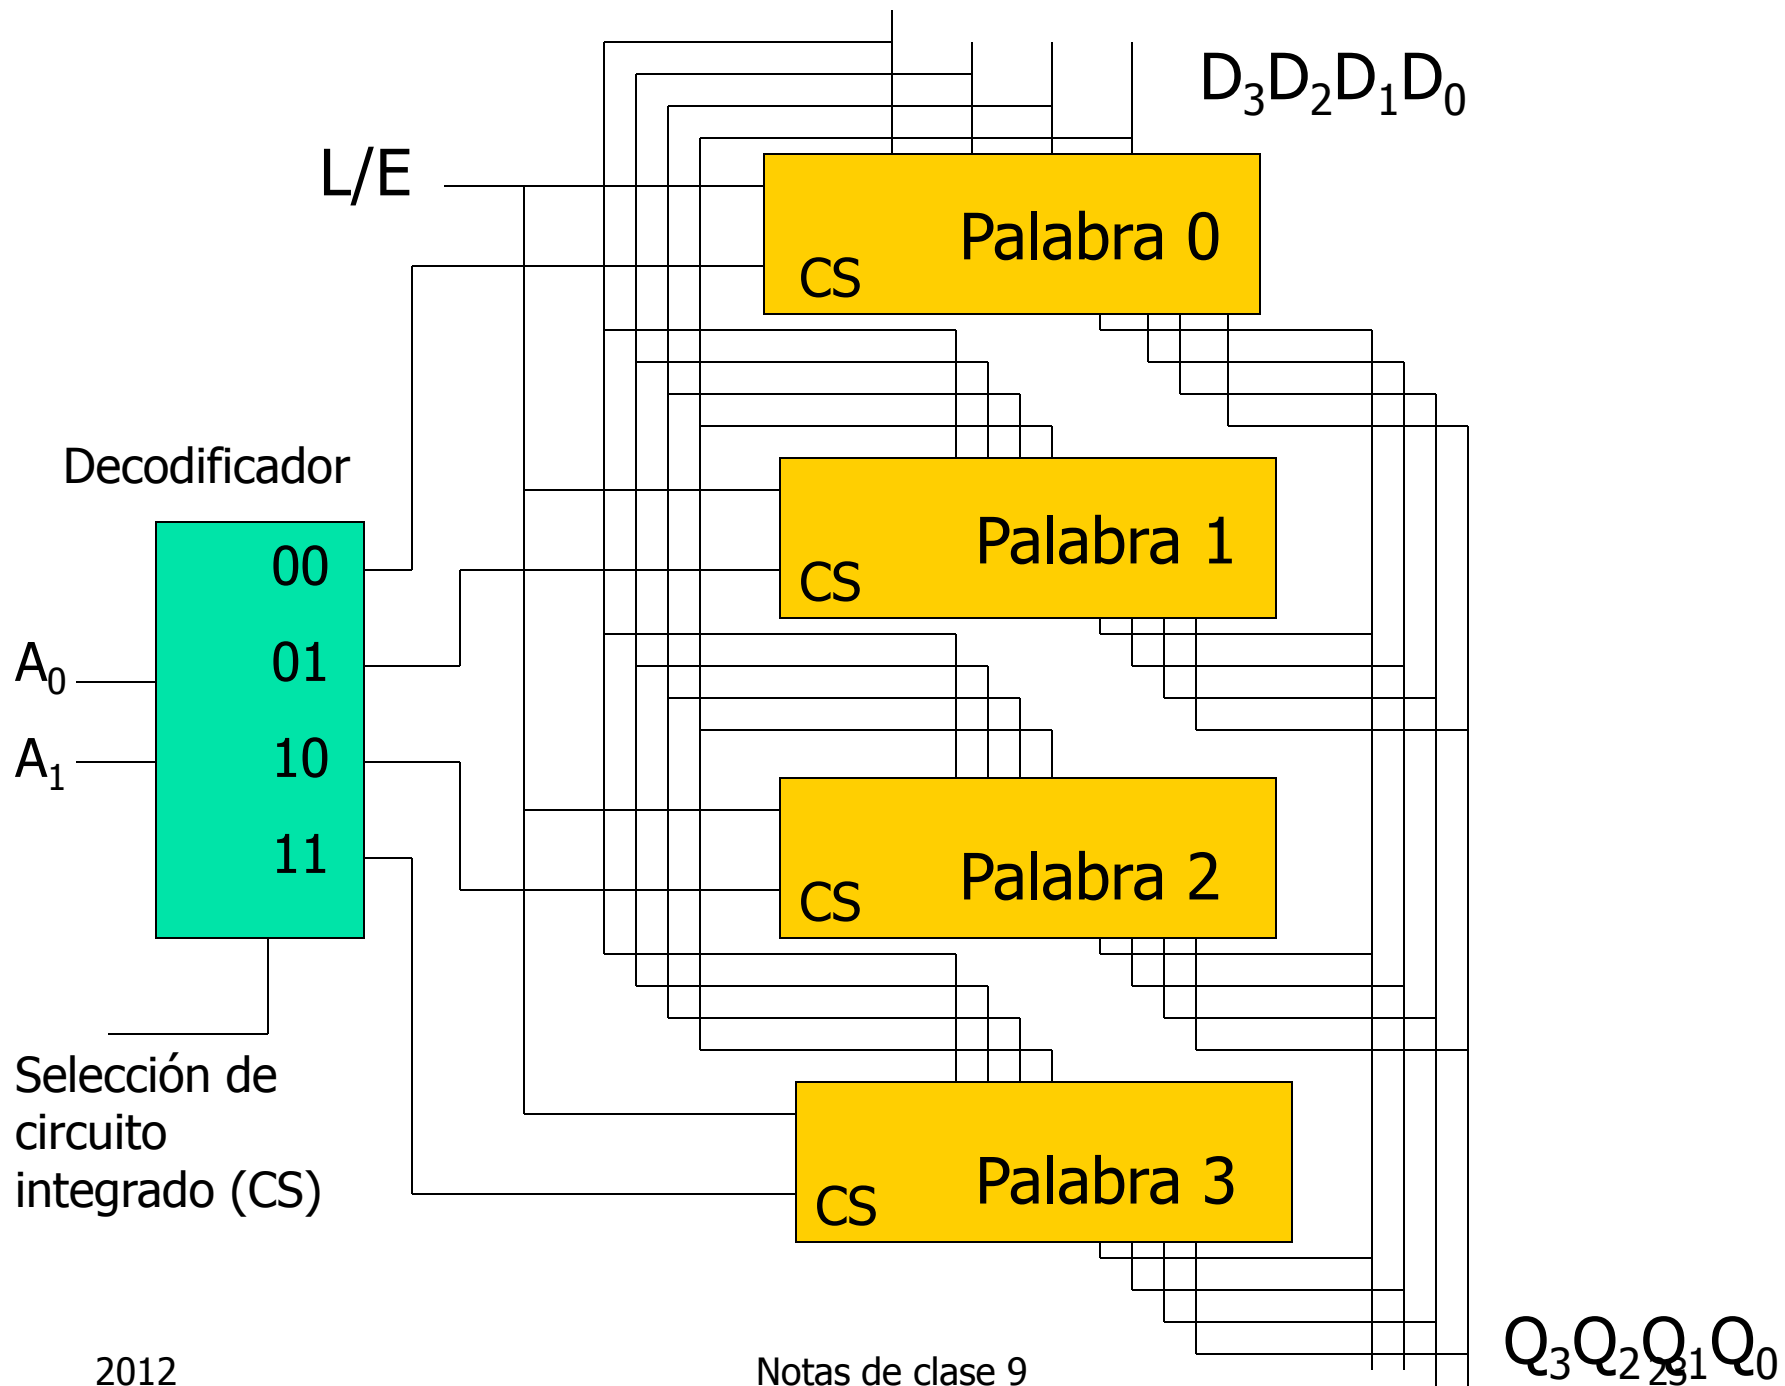 D₃D₂D₁D₀
L/E
Palabra 0
CS
Decodificador
Palabra 1
CS
00
01
10
11
A₀
A₁
Palabra 2
CS
Selección de
circuito
integrado (CS)
Palabra 3
CS
Q₃Q₂Q₁Q₀
2012
Notas de clase 9
23